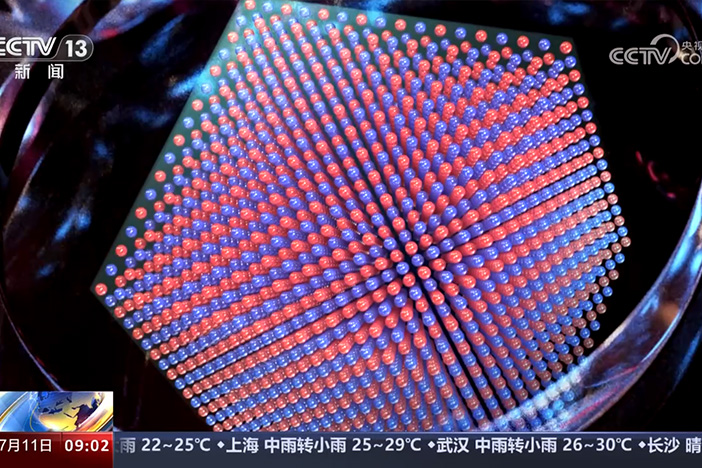 CCTV 13
新闻
CCTV 央视
.CO
7月11日 09:02
雨 22~25℃ ◆上海 中雨转小雨 25~29℃ ◆武汉 中雨转小雨 26~30℃ ◆长沙 晴